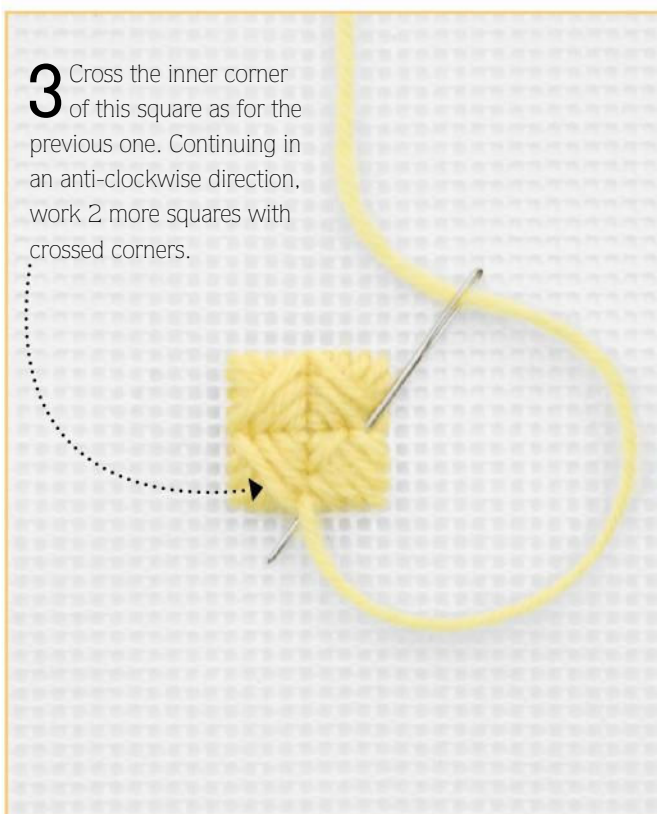 3 Cross the inner corner
of this square as for the
previous one. Continuing in
an anti-clockwise direction,
work 2 more squares with
crossed corners.